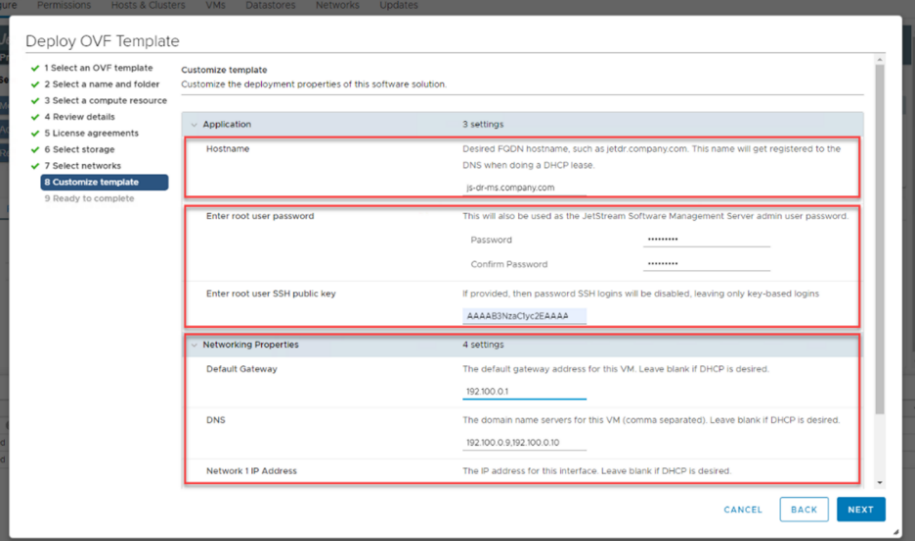 ure Permissions Hosts & Clusters VMs Datastores Networks Updates
Deploy OVF Template
1 Select an OVF template
2 Select a name and folder
3 Select a compute resource
4 Review details
5 License agreements
6 Select storage
7 Select networks
8 Customize template
9 Ready to complete
Customize template
Customize the deployment properties of this software solution.
Application 3 settings
Hostname Desired FQDN hostname, such as jetdr.company.com. This name will get registered to the
DNS when doing a DHCP lease.
js-dr-ms.company.com
Enter root user password This will also be used as the JetStream Software Management Server admin user password.
Password •••••••••
Confirm Password •••••••••
Enter root user SSH public key If provided, then password SSH logins will be disabled, leaving only key-based logins
AAAAB3NzaC1yc2EAAAA
Networking Properties 4 settings
Default Gateway The default gateway address for this VM. Leave blank if DHCP is desired.
192.100.0.1
DNS The domain name servers for this VM (comma separated). Leave blank if DHCP is desired.
192.100.0.9,192.100.0.10
Network 1 IP Address The IP address for this interface. Leave blank if DHCP is desired.
CANCEL BACK NEXT